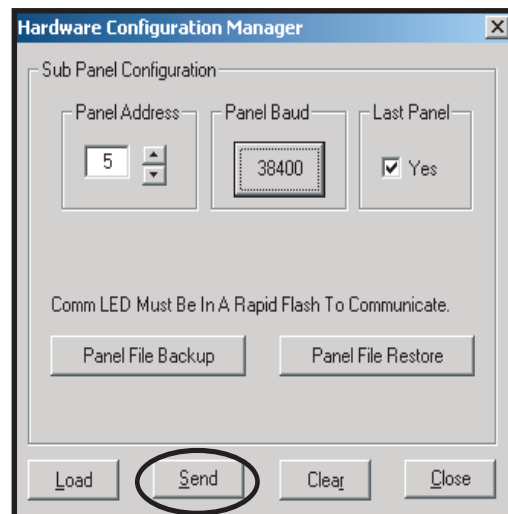 Hardware Configuration Manager
Sub Panel Configuration
Panel Address
Panel Baud
Last Panel
5
38400
Yes
Comm LED Must Be In A Rapid Flash To Communicate.
Panel File Backup
Panel File Restore
Load
Send
Clear
Close